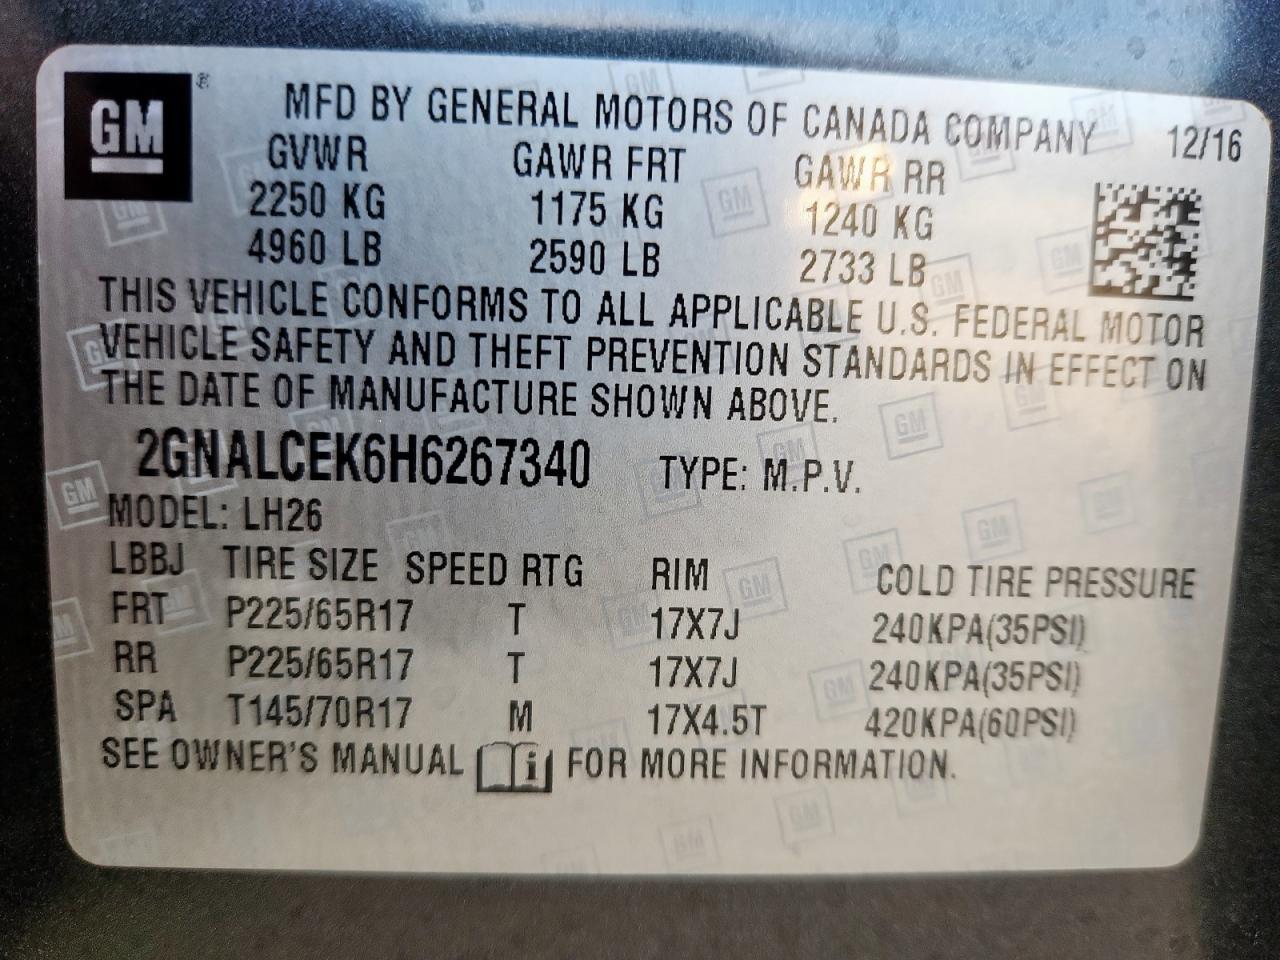 GM ®
MFD BY GENERAL MOTORS OF CANADA COMPANY 12/16
GVWR GAWR FRT GAWR RR
2250 KG 1175 KG 1240 KG
4960 LB 2590 LB 2733 LB
THIS VEHICLE CONFORMS TO ALL APPLICABLE U.S. FEDERAL MOTOR
VEHICLE SAFETY AND THEFT PREVENTION STANDARDS IN EFFECT ON
THE DATE OF MANUFACTURE SHOWN ABOVE.
2GNALCEK6H6267340 TYPE: M.P.V.
MODEL: LH26
LBBJ TIRE SIZE SPEED RTG RIM COLD TIRE PRESSURE
FRT P225/65R17 T 17X7J 240KPA(35PSI)
RR P225/65R17 T 17X7J 240KPA(35PSI)
SPA T145/70R17 M 17X4.5T 420KPA(60PSI)
SEE OWNER'S MANUAL i FOR MORE INFORMATION.